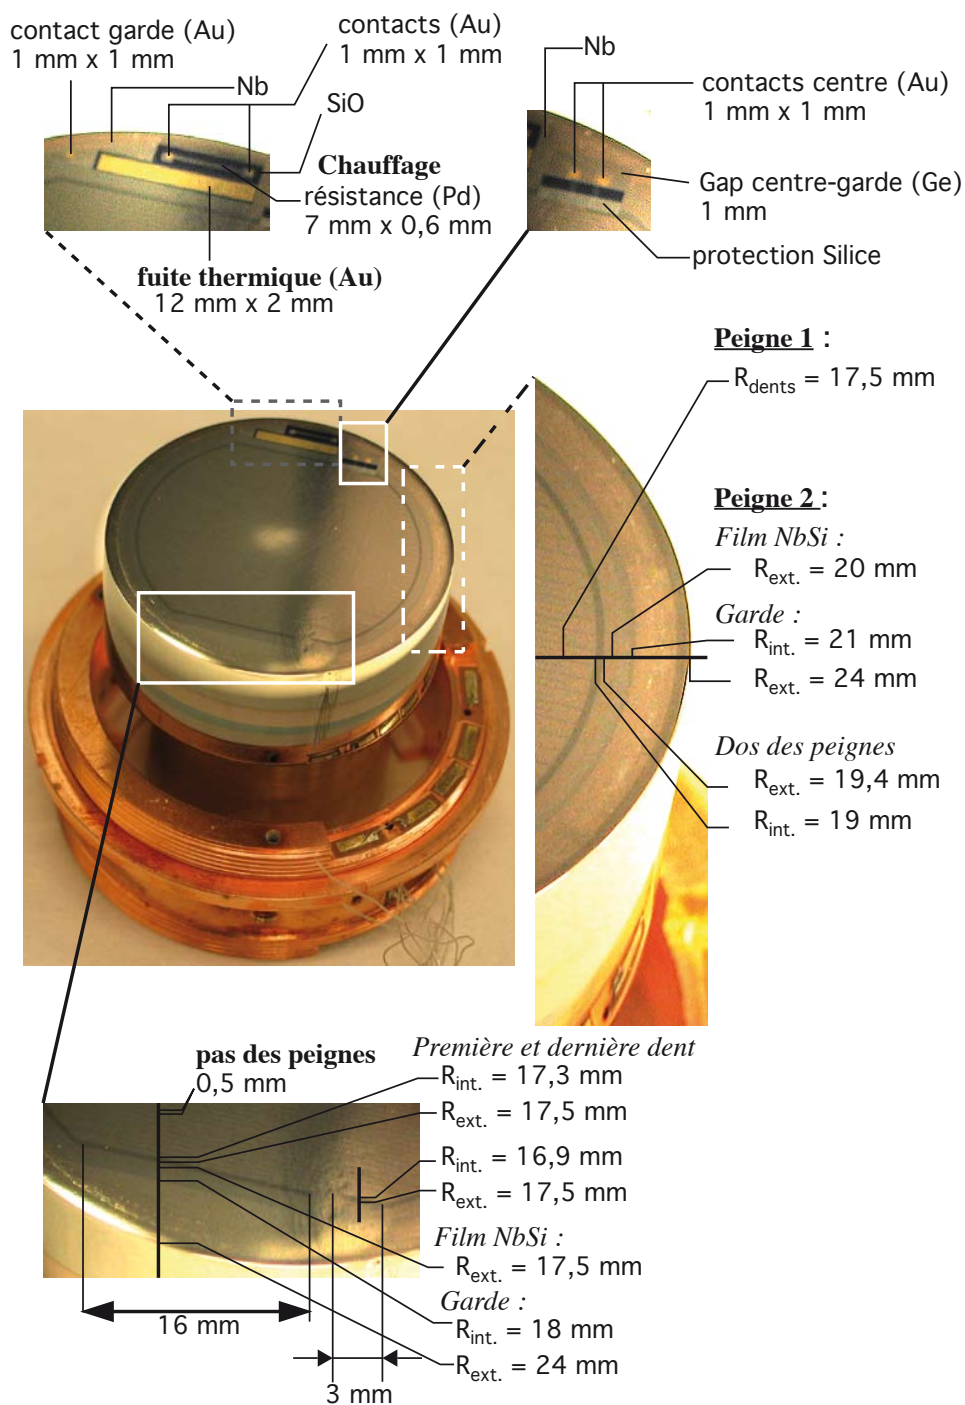 contact garde (Au)
1 mm x 1 mm
contacts (Au)
1 mm x 1 mm
Nb
SiO
Chauffage
résistance (Pd)
7 mm x 0,6 mm
fuite thermique (Au)
12 mm x 2 mm
Nb
contacts centre (Au)
1 mm x 1 mm
Gap centre-garde (Ge)
1 mm
protection Silice
Peigne 1 :
Rdents = 17,5 mm
Peigne 2 :
Film NbSi :
Rext. = 20 mm
Garde :
Rint. = 21 mm
Rext. = 24 mm
Dos des peignes
Rext. = 19,4 mm
Rint. = 19 mm
pas des peignes
0,5 mm
Première et dernière dent
Rint. = 17,3 mm
Rext. = 17,5 mm
Rint. = 16,9 mm
Rext. = 17,5 mm
Film NbSi :
Rext. = 17,5 mm
Garde :
Rint. = 18 mm
Rext. = 24 mm
16 mm
3 mm